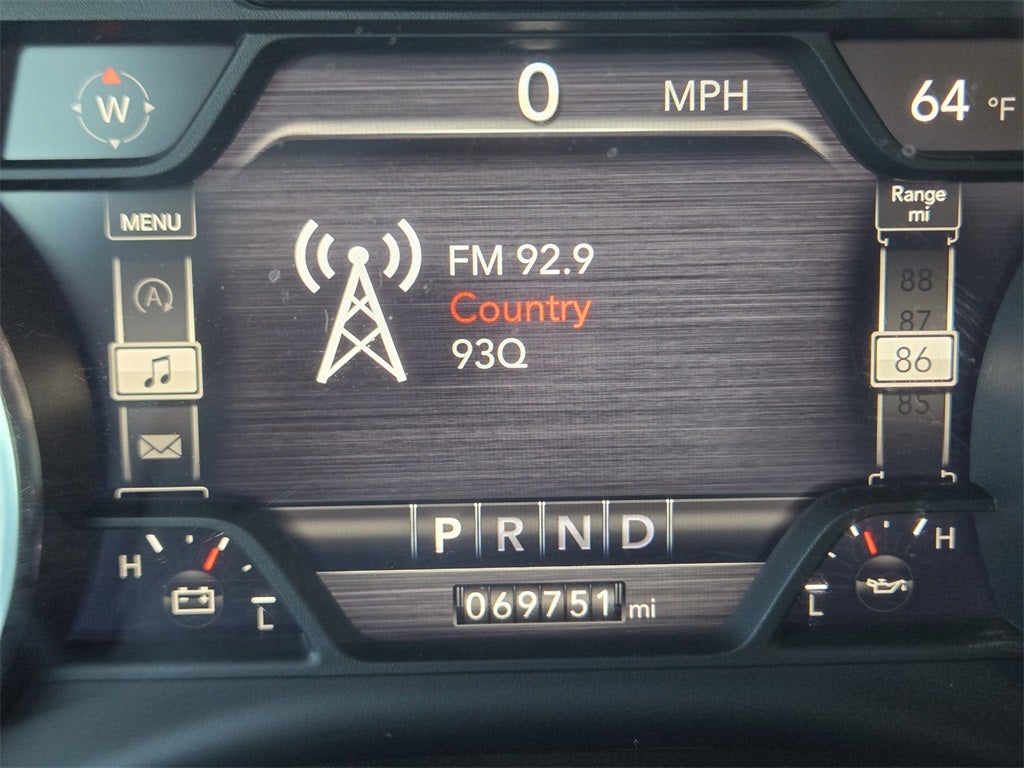 W
0 MPH
64 °F
MENU
A
FM 92.9
Country
93Q
Range
mi
88
87
86
85
P R N D
H
L
069751 mi
H
L